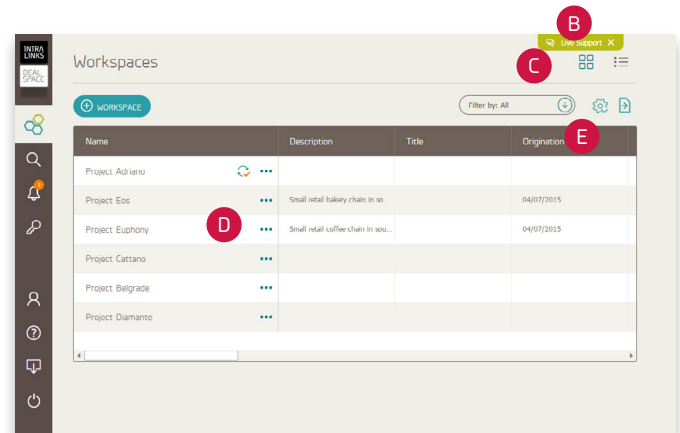 B
INTRA
LINKS
DEAL
SPACE
Live Support X
Workspaces
C
WORKSPACE
Filter by: All
E
Name Description Title Origination
Project Adriano
Project Eos Small retail bakery chain in so... 04/07/2015
Project Euphony D Small retail coffee chain in sou... 04/07/2015
Project Cattano
Project Belgrade
Project Diamante